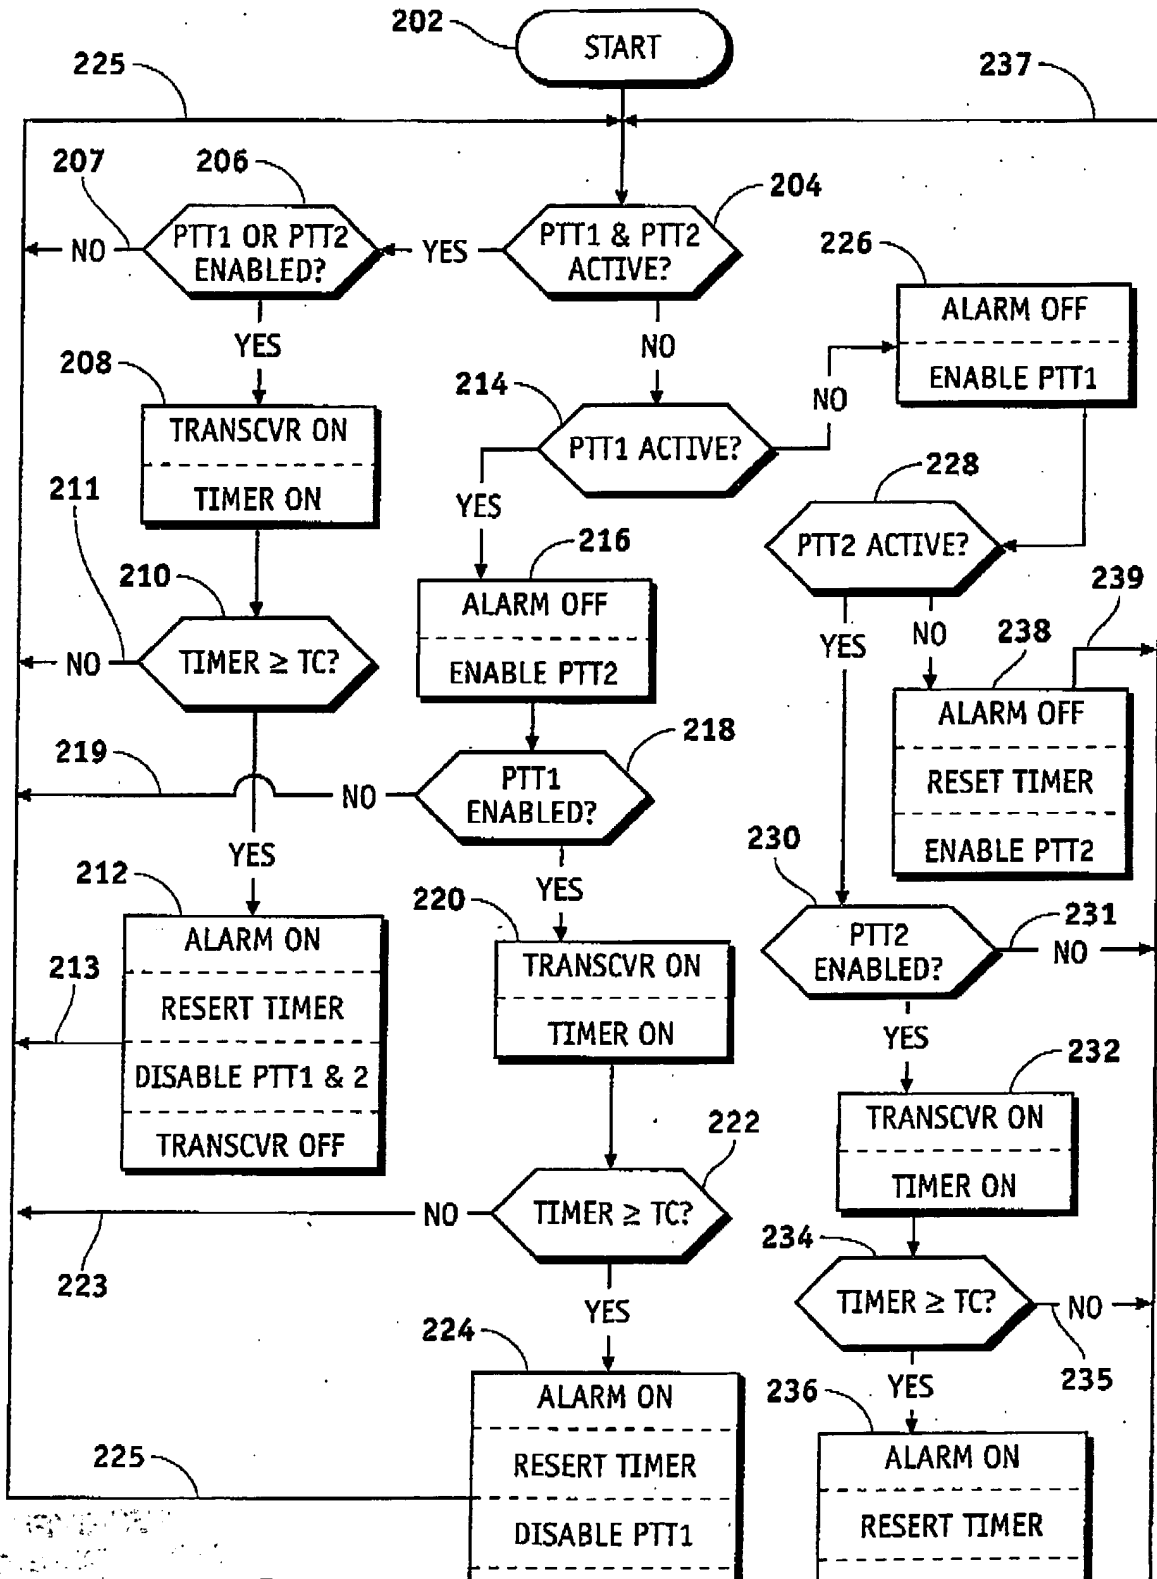 202
START
225
237
207
206
204
NO
PTT1 OR PTT2
ENABLED?
YES
PTT1 & PTT2
ACTIVE?
226
ALARM OFF
ENABLE PTT1
YES
NO
208
214
NO
TRANSCVR ON
TIMER ON
PTT1 ACTIVE?
228
211
YES
PTT2 ACTIVE?
216
210
239
ALARM OFF
ENABLE PTT2
YES
NO
238
NO
TIMER ≥ TC?
ALARM OFF
RESET TIMER
ENABLE PTT2
219
218
NO
PTT1
ENABLED?
YES
230
212
YES
231
220
PTT2
ENABLED?
NO
ALARM ON
RESERT TIMER
DISABLE PTT1 & 2
TRANSCVR OFF
213
TRANSCVR ON
TIMER ON
YES
232
TRANSCVR ON
TIMER ON
222
NO
TIMER ≥ TC?
223
234
TIMER ≥ TC?
NO
235
YES
224
YES
236
ALARM ON
RESERT TIMER
DISABLE PTT1
225
ALARM ON
RESERT TIMER